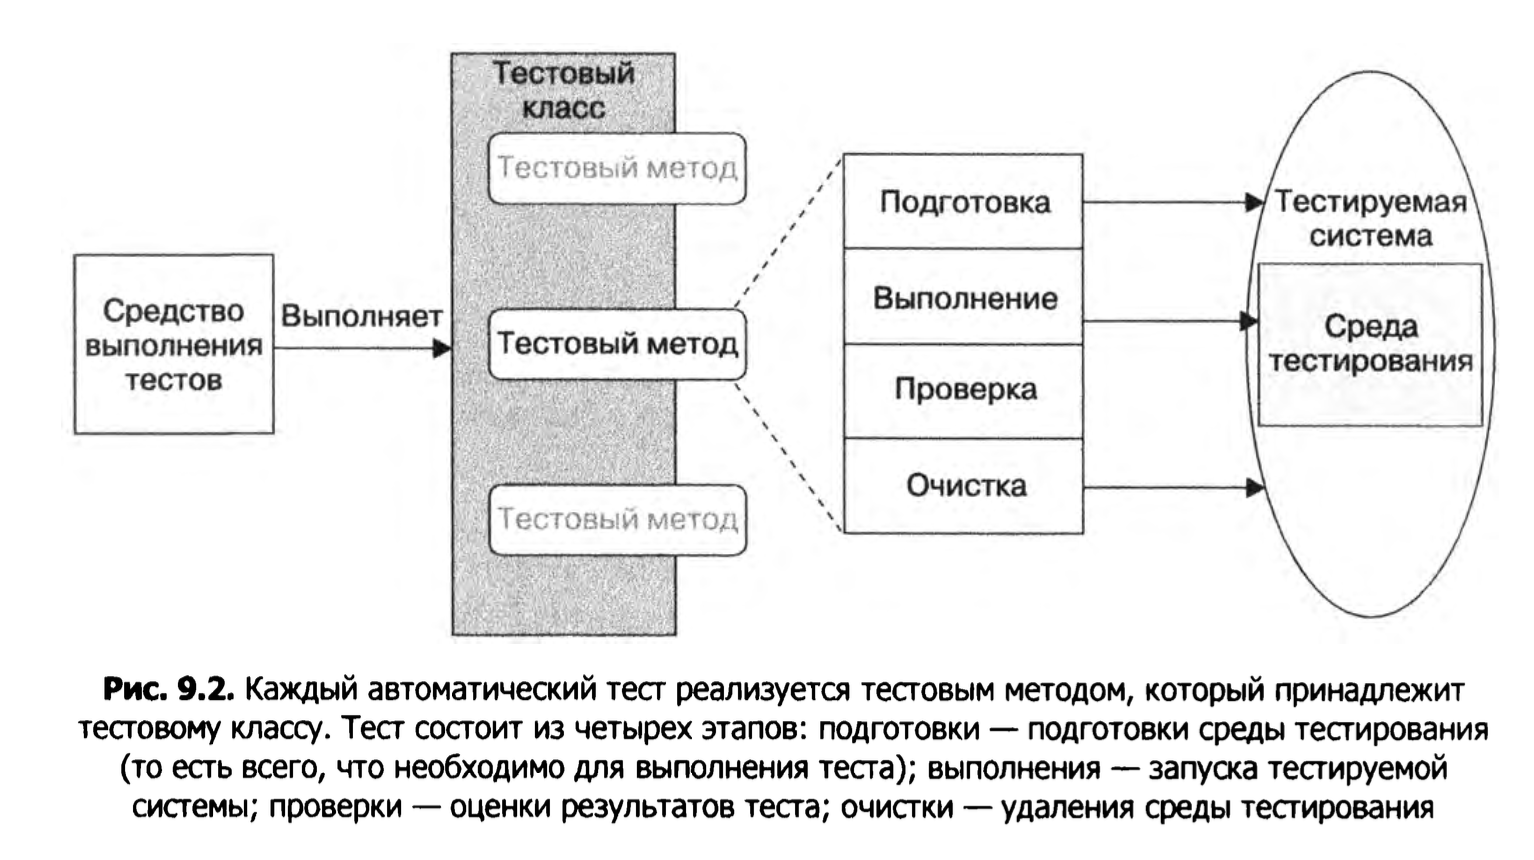 Тестовый
класс
Тестовый метод
Средство
выполнения
тестов
Выполняет
Тестовый метод
Тестовый метод
Подготовка
Выполнение
Проверка
Очистка
Тестируемая
система
Среда
тестирования
Рис. 9.2. Каждый автоматический тест реализуется тестовым методом, который принадлежит
тестовому классу. Тест состоит из четырех этапов: подготовки — подготовки среды тестирования
(то есть всего, что необходимо для выполнения теста); выполнения — запуска тестируемой
системы; проверки — оценки результатов теста; очистки — удаления среды тестирования